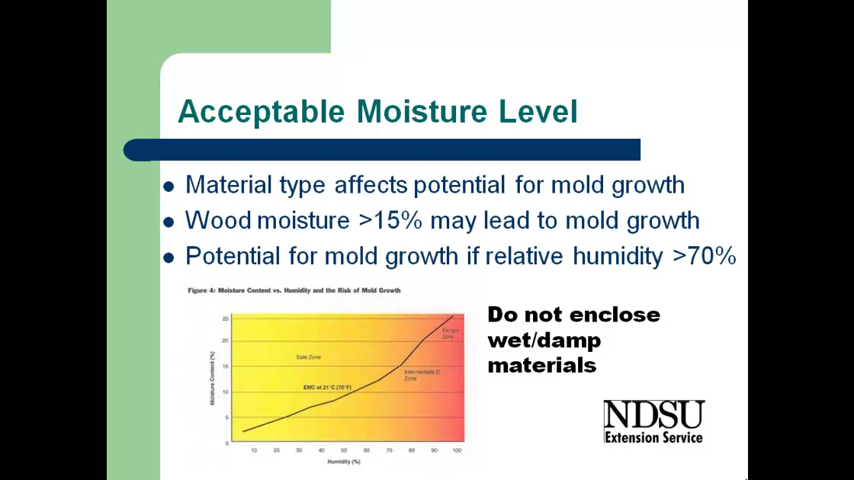 Acceptable Moisture Level
Material type affects potential for mold growth
Wood moisture >15% may lead to mold growth
Potential for mold growth if relative humidity >70%
Figure 4: Moisture Content vs. Humidity and the Risk of Mold Growth
Do not enclose
wet/damp
materials
25
20
15
10
5
0
Moisture Content (%)
Safe Zone
EMC at 21°C (70°F)
Danger
Zone
Intermediate
Zone
10 20 30 40 50 60 70 80 90 100
Humidity (%)
NDSU
Extension Service